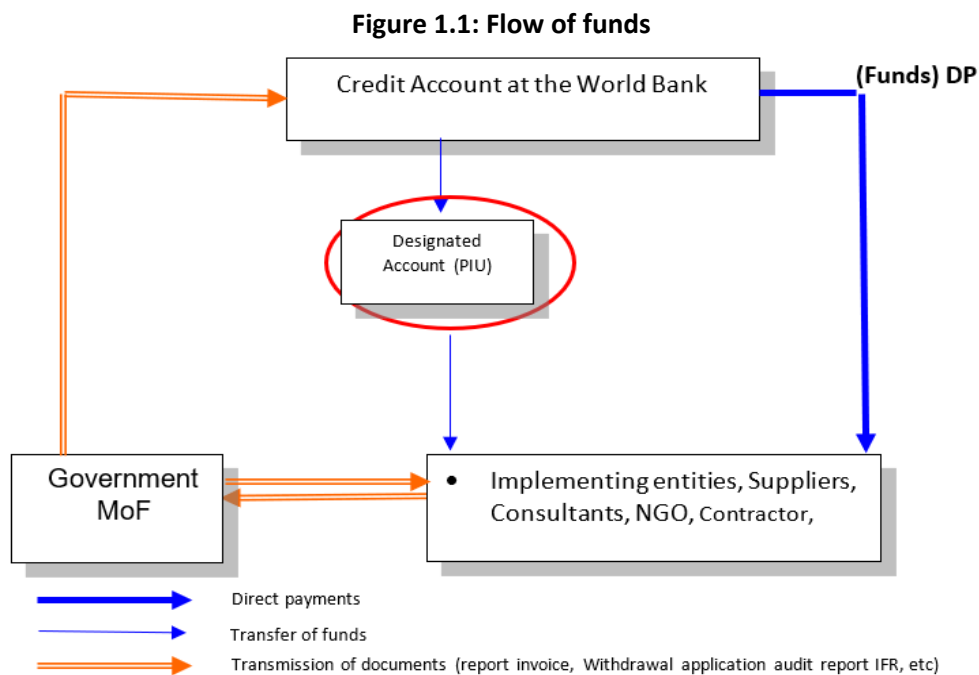 Figure 1.1: Flow of funds
Credit Account at the World Bank
(Funds) DP
Designated
Account (PIU)
Government
MoF
• Implementing entities, Suppliers,
Consultants, NGO, Contractor,
Direct payments
Transfer of funds
Transmission of documents (report invoice, Withdrawal application audit report IFR, etc)